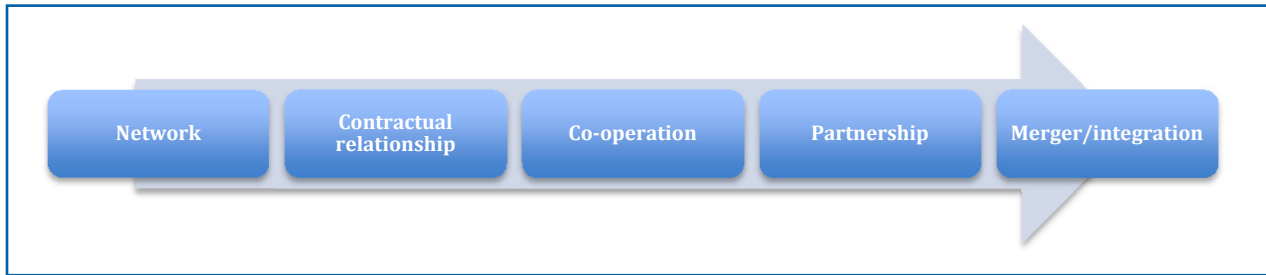 Network
Contractual
relationship
Co-operation
Partnership
Merger/integration